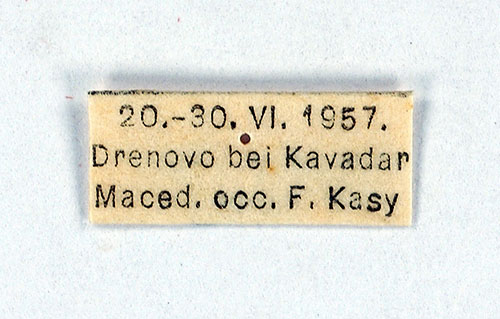 20.-30. VI. 1957.
Drenovo bei Kavadar
Maced. occ. F. Kasy